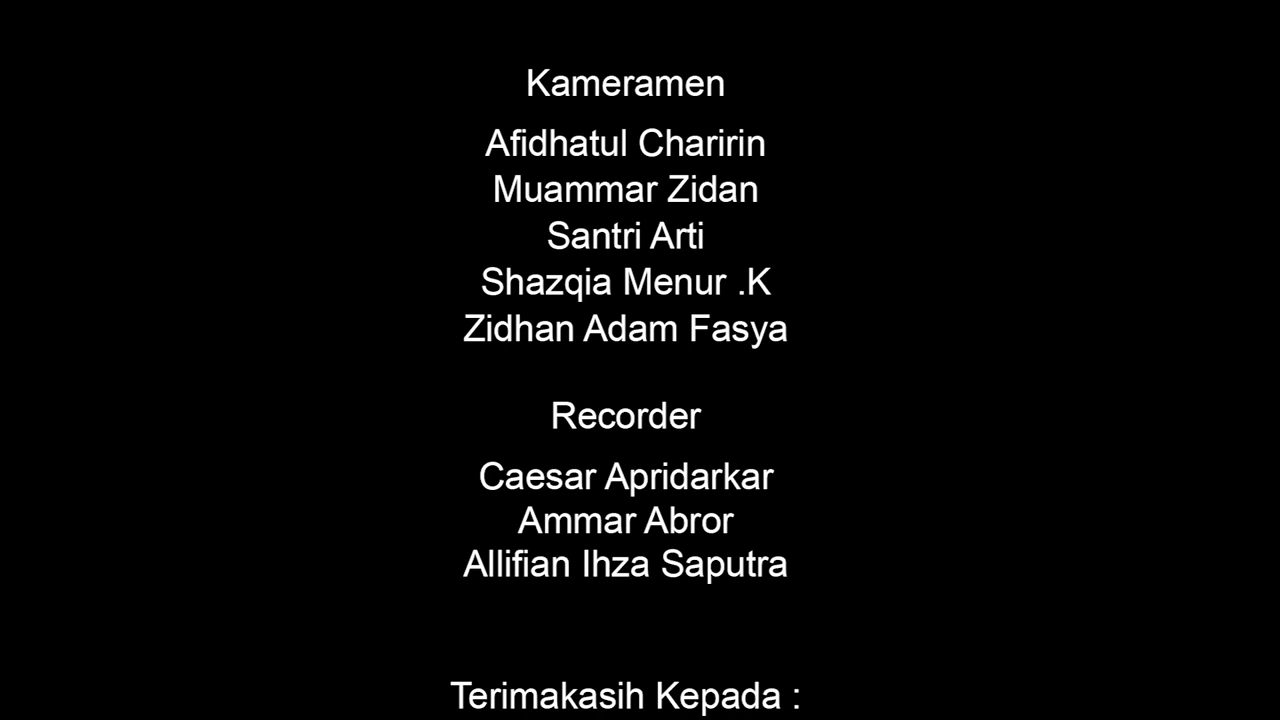 Kameramen
Afidhatul Charirin
Muammar Zidan
Santri Arti
Shazqia Menur .K
Zidhan Adam Fasya
Recorder
Caesar Apridarkar
Ammar Abror
Allifian Ihza Saputra
Terimakasih Kepada :